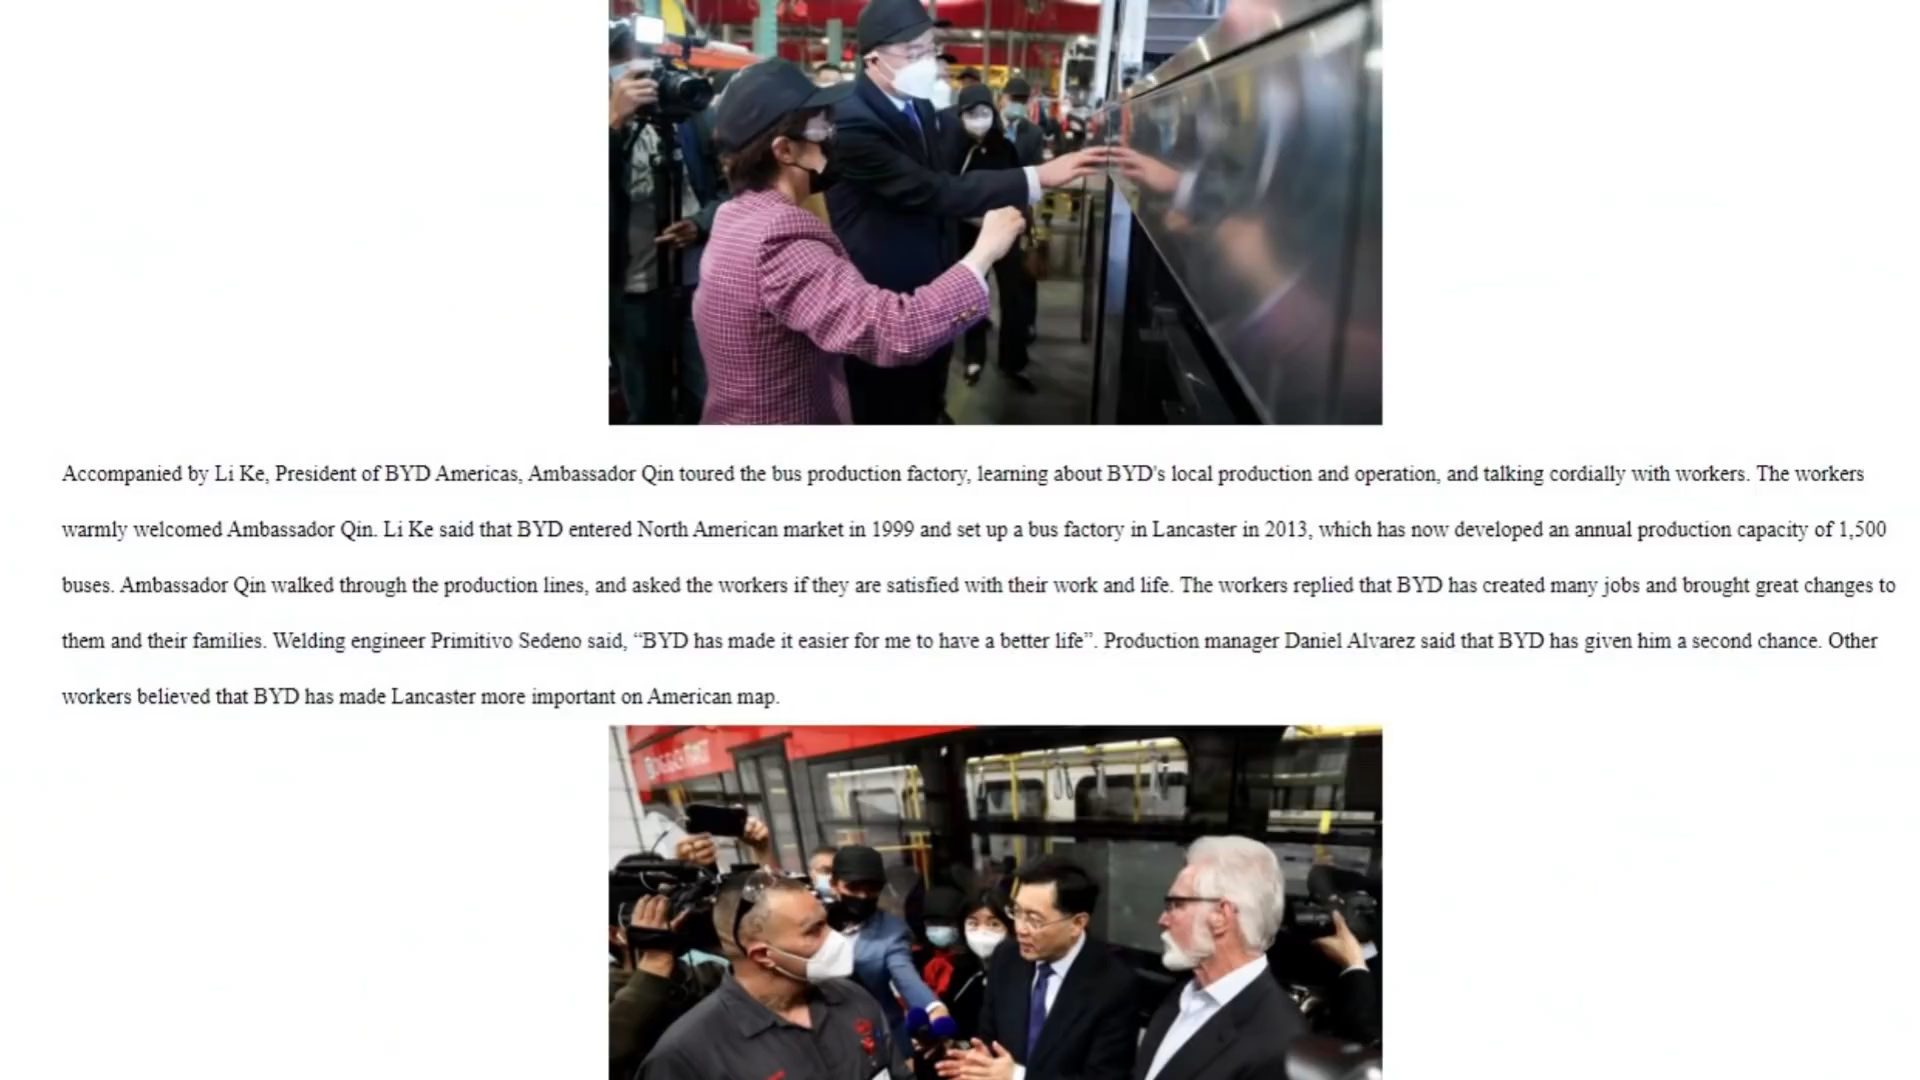 Accompanied by Li Ke, President of BYD Americas, Ambassador Qin toured the bus production factory, learning about BYD's local production and operation, and talking cordially with workers. The workers
warmly welcomed Ambassador Qin. Li Ke said that BYD entered North American market in 1999 and set up a bus factory in Lancaster in 2013, which has now developed an annual production capacity of 1,500
buses. Ambassador Qin walked through the production lines, and asked the workers if they are satisfied with their work and life. The workers replied that BYD has created many jobs and brought great changes to
them and their families. Welding engineer Primitivo Sedeno said, “BYD has made it easier for me to have a better life”. Production manager Daniel Alvarez said that BYD has given him a second chance. Other
workers believed that BYD has made Lancaster more important on American map.